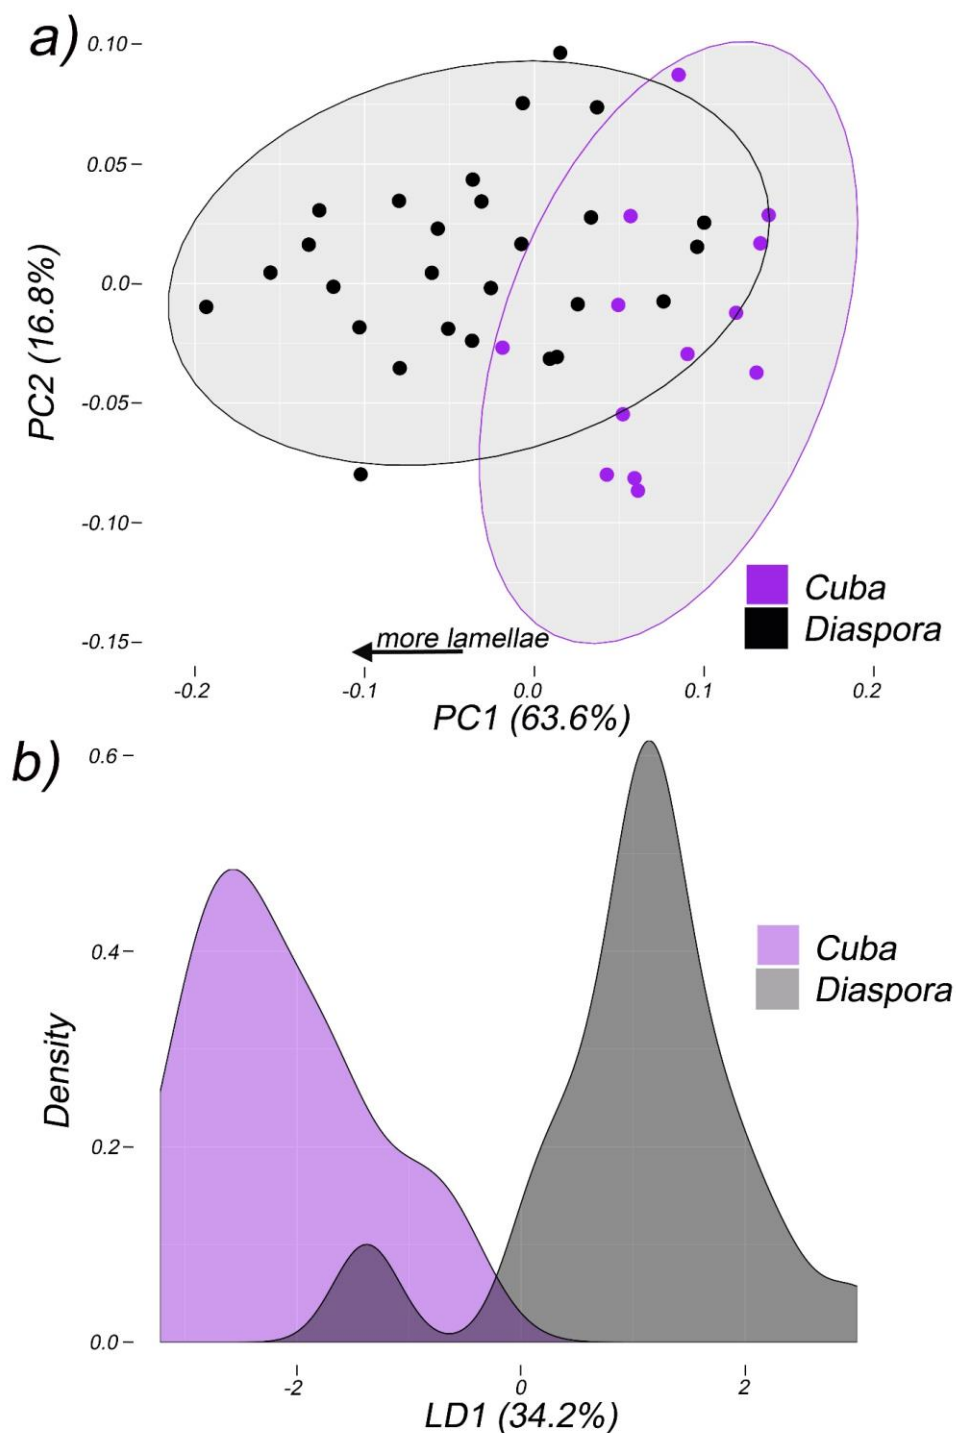 a)
0.10
0.05
0.0
-0.05
-0.10
-0.15
PC2 (16.8%)
Cuba
Diaspora
more lamellae
-0.2 -0.1 0.0 0.1 0.2
PC1 (63.6%)
b)
0.6
0.4
0.2
0.0
Density
Cuba
Diaspora
-2 0 2
LD1 (34.2%)